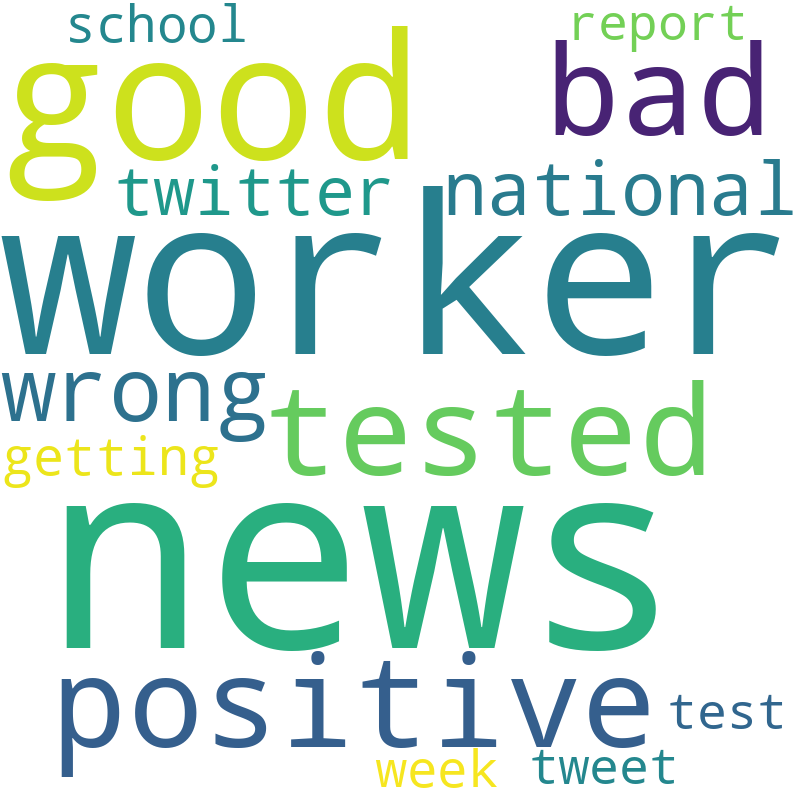 school
report
good
bad
twitter
national
worker
wrong
tested
getting
news
positive
test
week
tweet